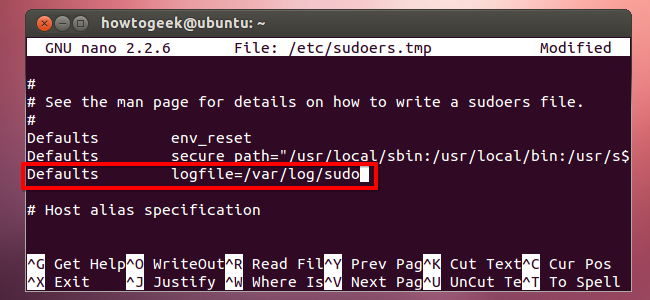 howtogeek@ubuntu: ~
GNU nano 2.2.6 File: /etc/sudoers.tmp Modified
#
# See the man page for details on how to write a sudoers file.
#
Defaults env_reset
Defaults secure_path="/usr/local/sbin:/usr/local/bin:/usr/s$
Defaults logfile=/var/log/sudo
# Host alias specification
^G Get Help^O WriteOut^R Read Fil^Y Prev Pag^K Cut Text^C Cur Pos
^X Exit ^J Justify ^W Where Is^V Next Pag^U UnCut Te^T To Spell